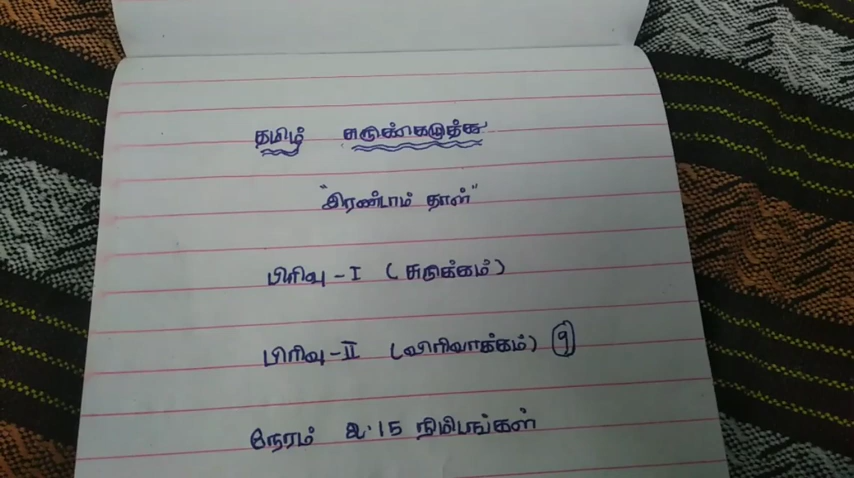 தமிழ் சுருக்கெழுத்து
"இரண்டாம் தாள்"
பிரிவு - I (சுருக்கம்)
பிரிவு - II (விரிவாக்கம்) 9
நேரம் 2.15 நிமிடங்கள்